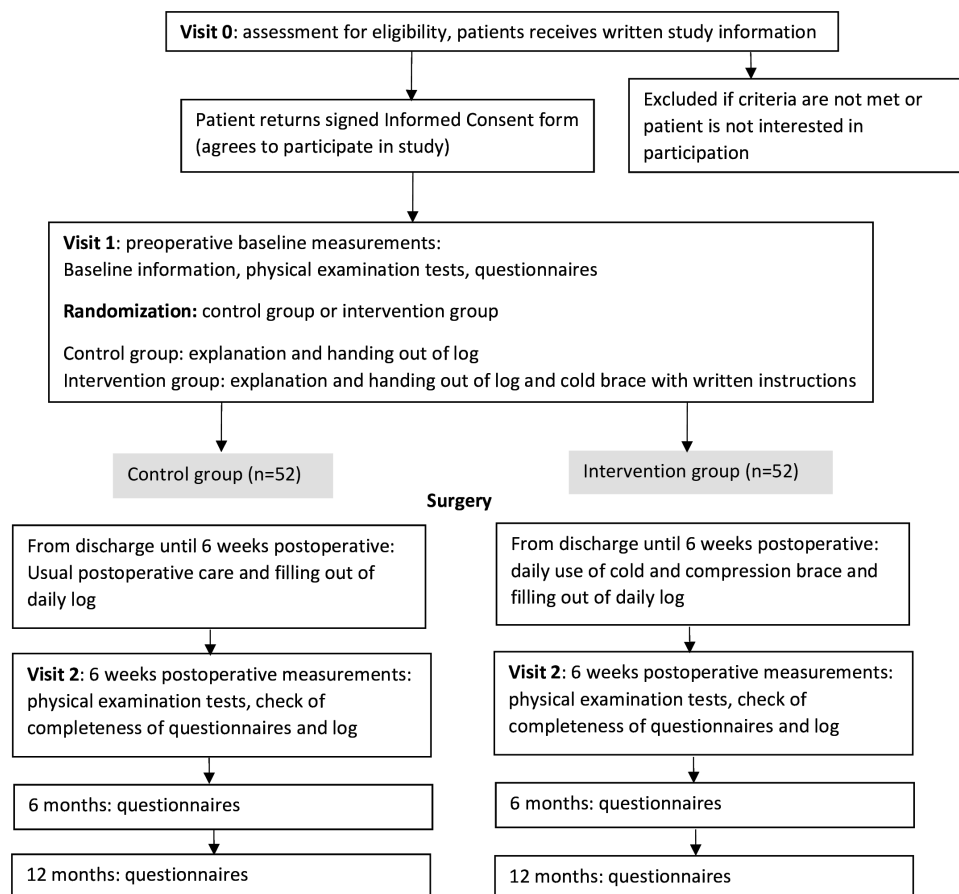 Visit 0: assessment for eligibility, patients receives written study information
Patient returns signed Informed Consent form
(agrees to participate in study)
Excluded if criteria are not met or
patient is not interested in
participation
Visit 1: preoperative baseline measurements:
Baseline information, physical examination tests, questionnaires
Randomization: control group or intervention group
Control group: explanation and handing out of log
Intervention group: explanation and handing out of log and cold brace with written instructions
Control group (n=52)
Intervention group (n=52)
Surgery
From discharge until 6 weeks postoperative:
Usual postoperative care and filling out of
daily log
From discharge until 6 weeks postoperative:
daily use of cold and compression brace and
filling out of daily log
Visit 2: 6 weeks postoperative measurements:
physical examination tests, check of
completeness of questionnaires and log
Visit 2: 6 weeks postoperative measurements:
physical examination tests, check of
completeness of questionnaires and log
6 months: questionnaires
6 months: questionnaires
12 months: questionnaires
12 months: questionnaires